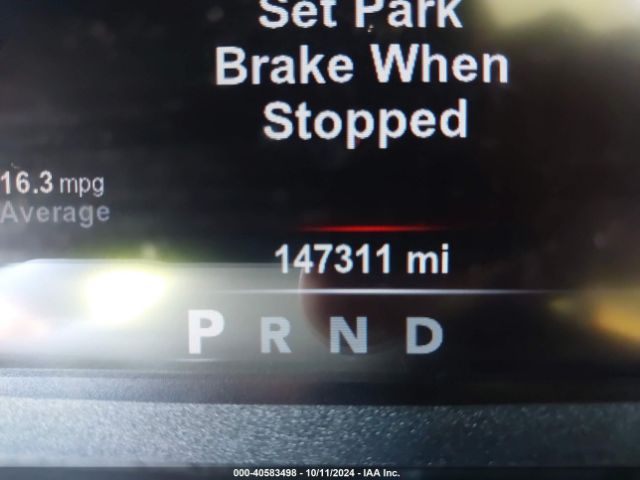 Set Park
Brake When
Stopped
16.3 mpg
Average
147311 mi
P R N D
000-40583498 - 10/11/2024 - IAA Inc.